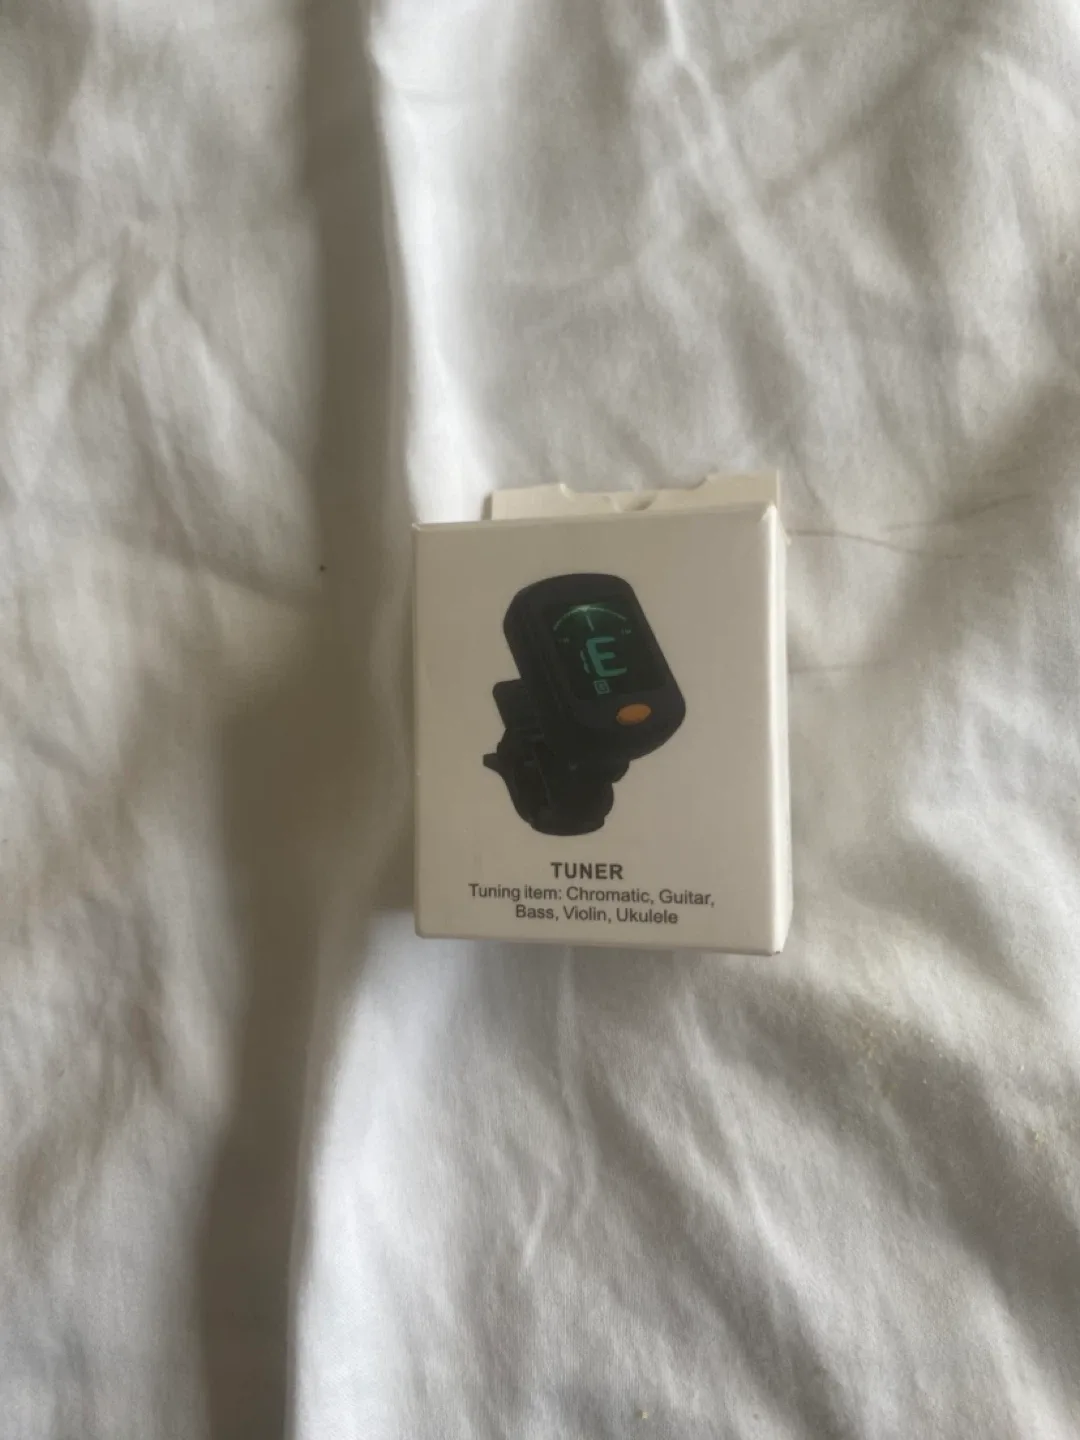 E
TUNER
Tuning item: Chromatic, Guitar,
Bass, Violin, Ukulele